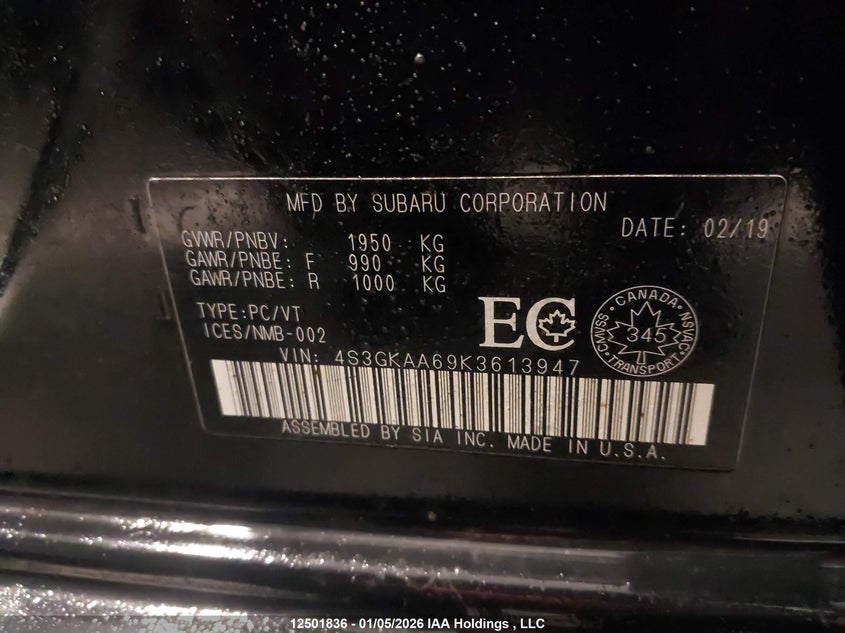 MFD BY SUBARU CORPORATION
DATE: 02/19
GVWR/PNBV: 1950 KG
GAWR/PNBE: F 990 KG
GAWR/PNBE: R 1000 KG
TYPE:PC/VT
ICES/NMB-002
EC
CANADA
CMVSS 345 NSVAC
TRANSPORT
VIN: 4S3GKAA69K3613947
ASSEMBLED BY SIA INC. MADE IN U.S.A.
12501836 - 01/05/2026 IAA Holdings , LLC